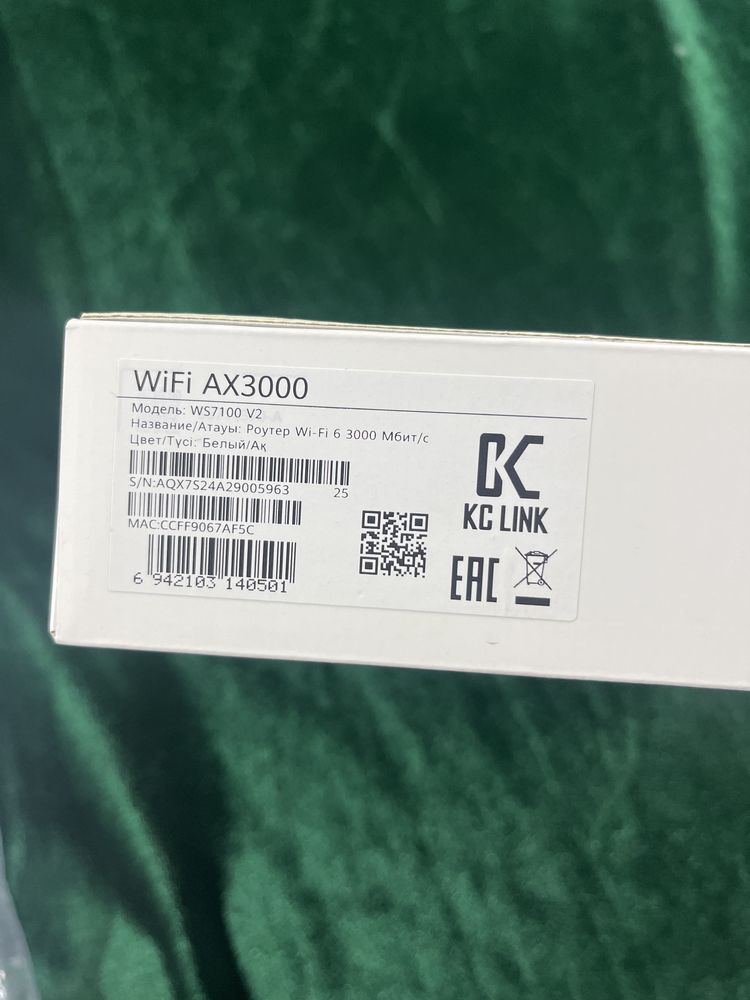 WiFi AX3000
Модель: WS7100 V2
Название/Атауы: Роутер Wi-Fi 6 3000 Мбит/с
Цвет/Түсі: Белый/Ақ
S/N:AQX7S24A29005963 25
MAC:CCFF9067AF5C
6 942103 140501
KC LINK
EAC